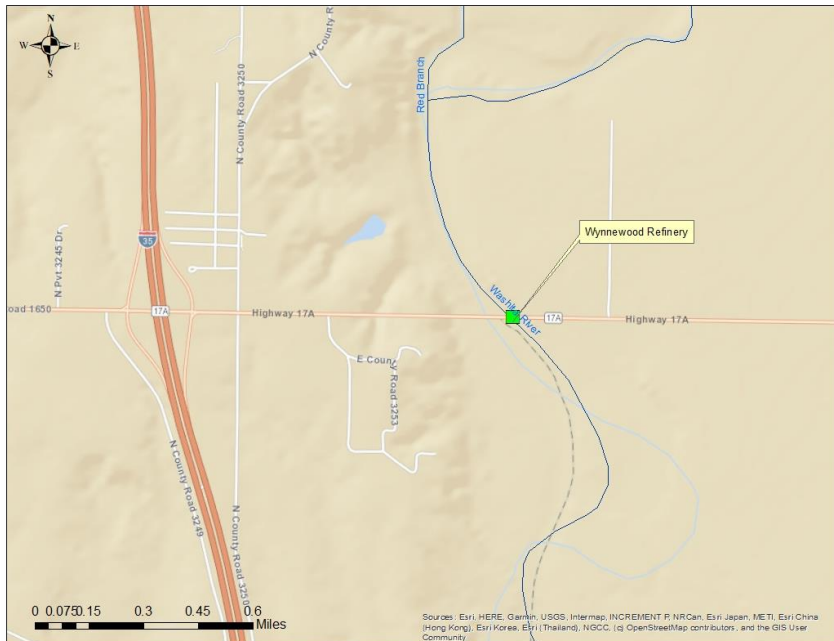 N
W E
S
N County R
N County Road 3250
Red Branch
Wynnewood Refinery
35
N Pvt 3245 Dr
oad 1650
17A
Highway 17A
Washita River
17A
Highway 17A
E County Road 3253
N County Road 3249
N County Road 3250
0 0.075 0.15 0.3 0.45 0.6
Miles
Sources: Esri, HERE, Garmin, USGS, Intermap, INCREMENT P, NRCan, Esri Japan, METI, Esri China
(Hong Kong), Esri Korea, Esri (Thailand), NGCC, (c) OpenStreetMap contributors, and the GIS User
Community